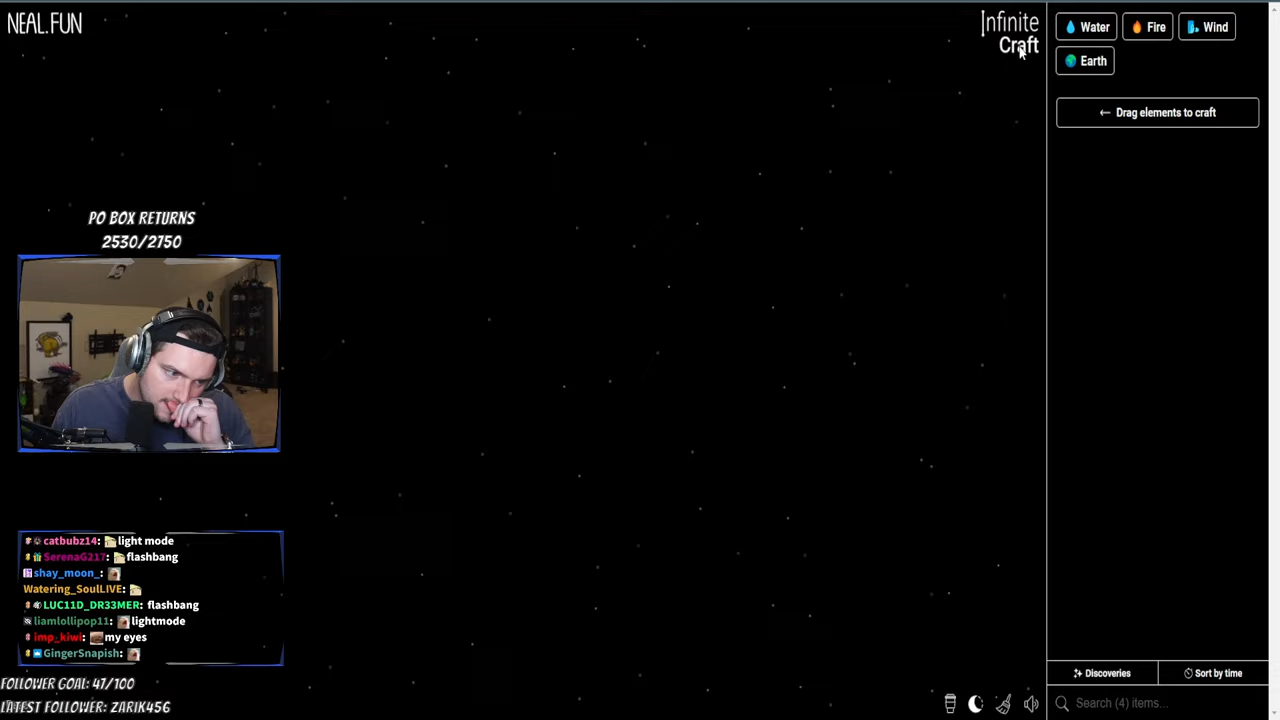 NEAL.FUN
Infinite
Craft
Water
Fire
Wind
Earth
← Drag elements to craft
PO BOX RETURNS
2530/2750
catbubz14: light mode
SerenaG217: flashbang
shay_moon_:
Watering_SoulLIVE:
LUC11D_DR33MER: flashbang
liamlollipop11: lightmode
imp_kiwi: my eyes
GingerSnapish:
FOLLOWER GOAL: 47/100
LATEST FOLLOWER: ZARIK456
Discoveries
Sort by time
Search (4) items...